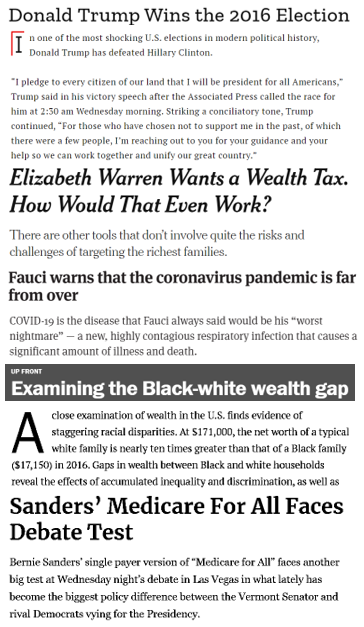 Donald Trump Wins the 2016 Election
In one of the most shocking U.S. elections in modern political history,
Donald Trump has defeated Hillary Clinton.
“I pledge to every citizen of our land that I will be president for all Americans,”
Trump said in his victory speech after the Associated Press called the race for
him at 2:30 am Wednesday morning. Striking a conciliatory tone, Trump
continued, “For those who have chosen not to support me in the past, of which
there were a few people, I’m reaching out to you for your guidance and your
help so we can work together and unify our great country.”
Elizabeth Warren Wants a Wealth Tax.
How Would That Even Work?
There are other tools that don’t involve quite the risks and
challenges of targeting the richest families.
Fauci warns that the coronavirus pandemic is far
from over
COVID-19 is the disease that Fauci always said would be his “worst
nightmare” — a new, highly contagious respiratory infection that causes a
significant amount of illness and death.
UP FRONT
Examining the Black-white wealth gap
A close examination of wealth in the U.S. finds evidence of
staggering racial disparities. At $171,000, the net worth of a typical
white family is nearly ten times greater than that of a Black family
($17,150) in 2016. Gaps in wealth between Black and white households
reveal the effects of accumulated inequality and discrimination, as well as
Sanders’ Medicare For All Faces
Debate Test
Bernie Sanders’ single payer version of “Medicare for All” faces another
big test at Wednesday night’s debate in Las Vegas in what lately has
become the biggest policy difference between the Vermont Senator and
rival Democrats vying for the Presidency.